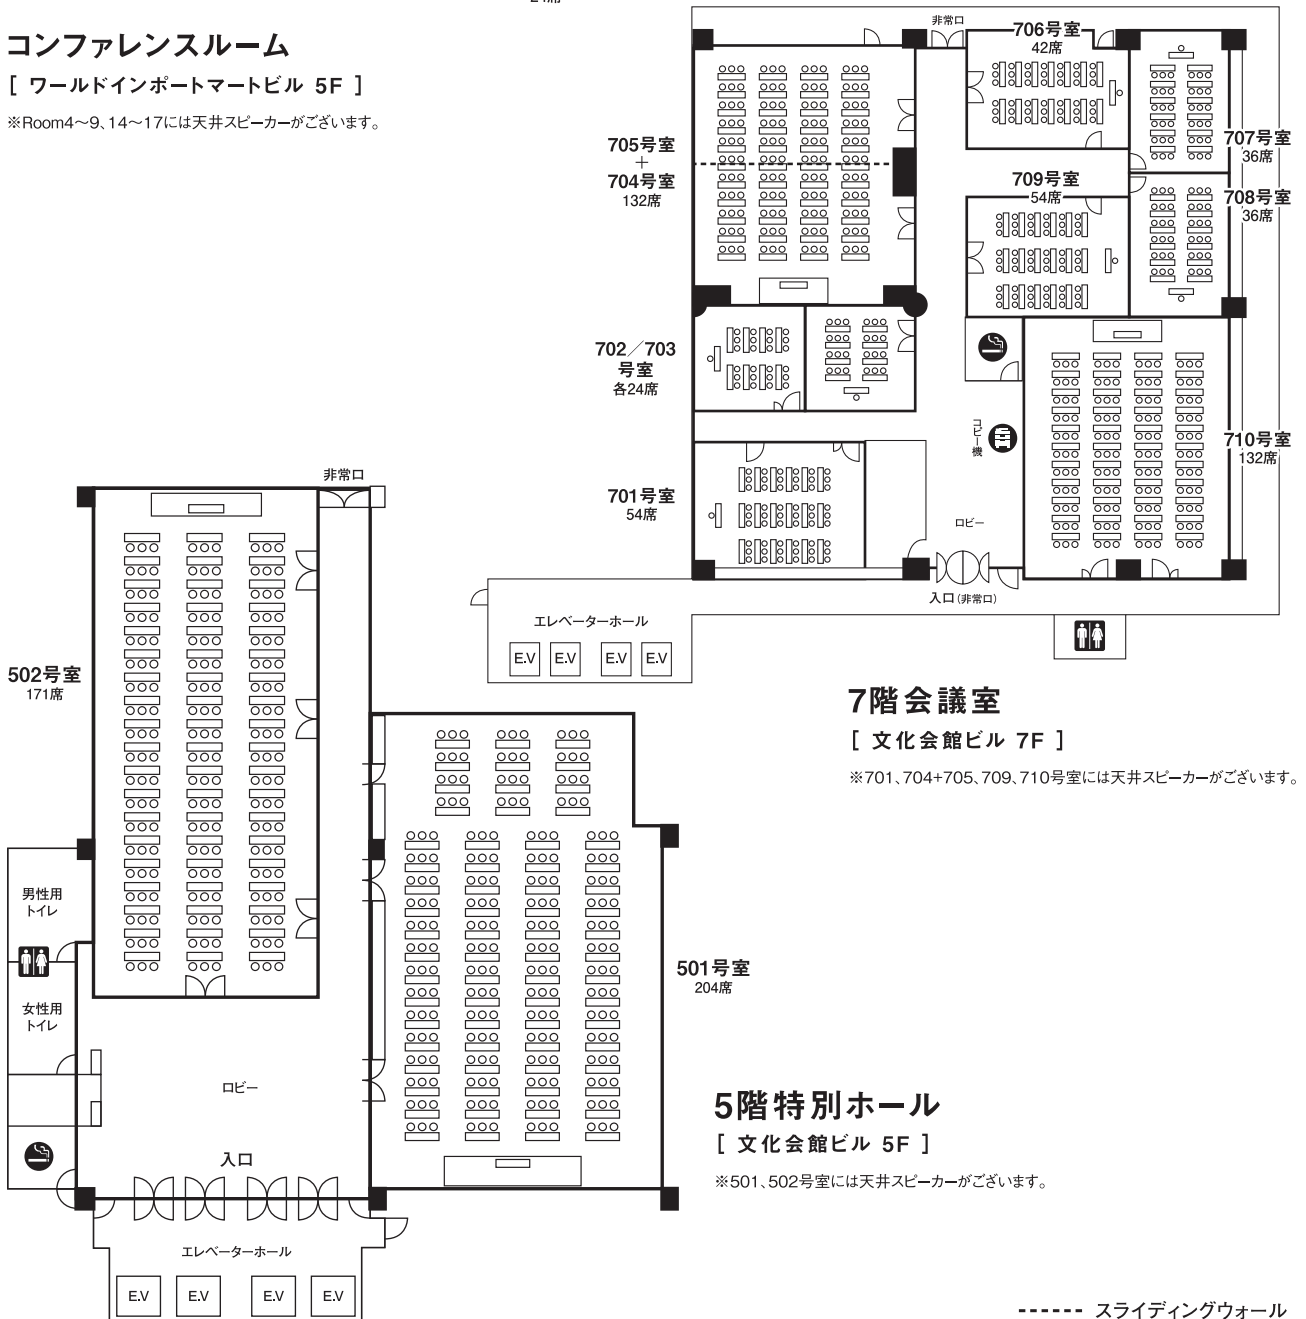 コンファレンスルーム
[ ワールドインポートマートビル 5F ]
※Room4〜9、14〜17には天井スピーカーがございます。
非常口
706号室
42席
705号室
+
704号室
132席
707号室
36席
709号室
54席
708号室
36席
702／703
号室
各24席
コピー機
710号室
132席
701号室
54席
ロビー
入口(非常口)
エレベーターホール
E.V
E.V
E.V
E.V
7階会議室
[ 文化会館ビル 7F ]
※701、704+705、709、710号室には天井スピーカーがございます。
非常口
502号室
171席
男性用
トイレ
女性用
トイレ
501号室
204席
ロビー
入口
5階特別ホール
[ 文化会館ビル 5F ]
※501、502号室には天井スピーカーがございます。
エレベーターホール
E.V
E.V
E.V
E.V
スライディングウォール